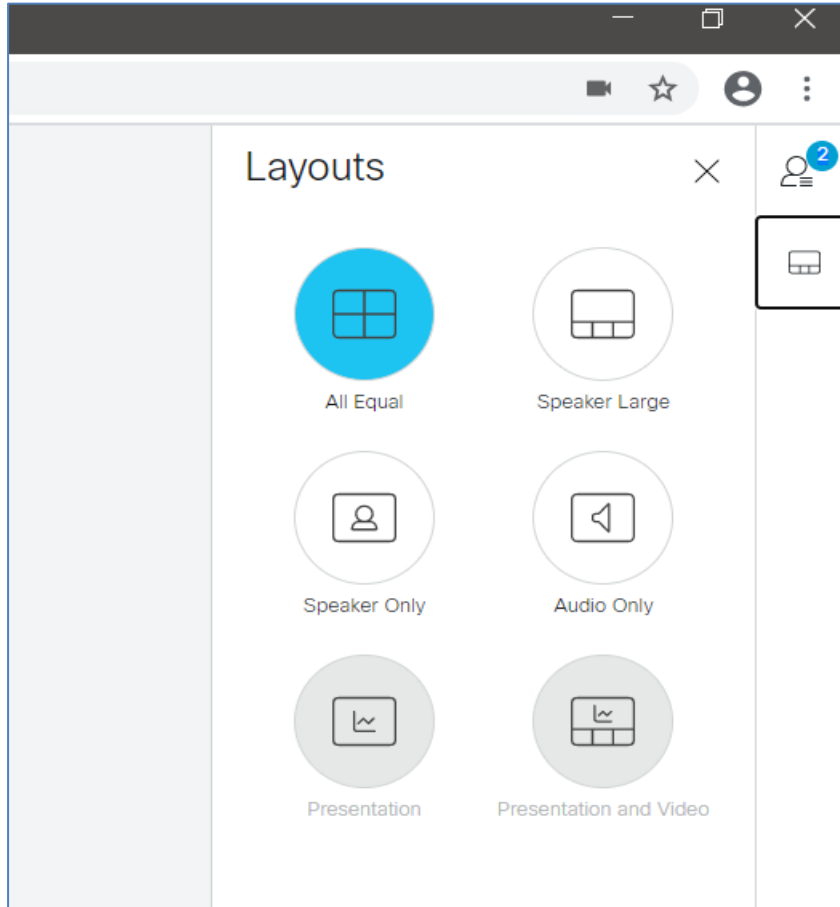 Layouts
2
All Equal
Speaker Large
Speaker Only
Audio Only
Presentation
Presentation and Video